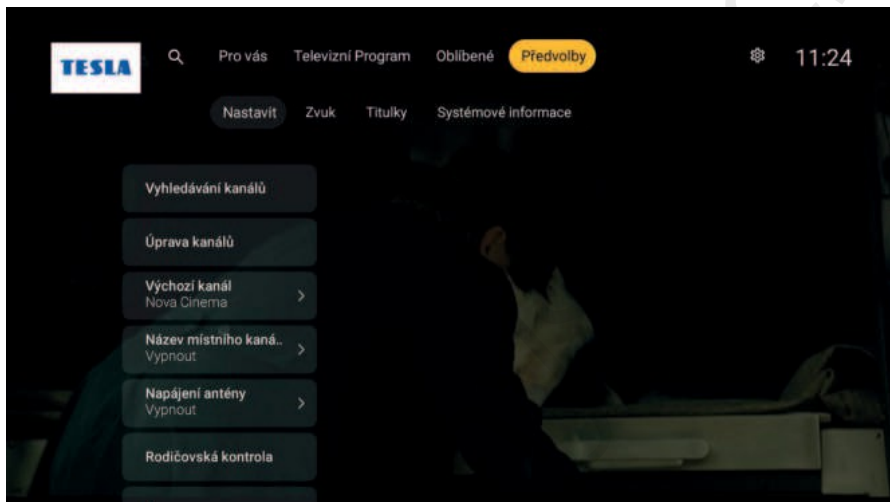 TESLA
Pro vás Televizní Program Oblíbené Předvolby 11:24
Nastavit Zvuk Titulky Systémové informace
Vyhledávání kanálů
Úprava kanálů
Výchozí kanál
Nova Cinema
Název místního kaná..
Vypnout
Napájení antény
Vypnout
Rodičovská kontrola